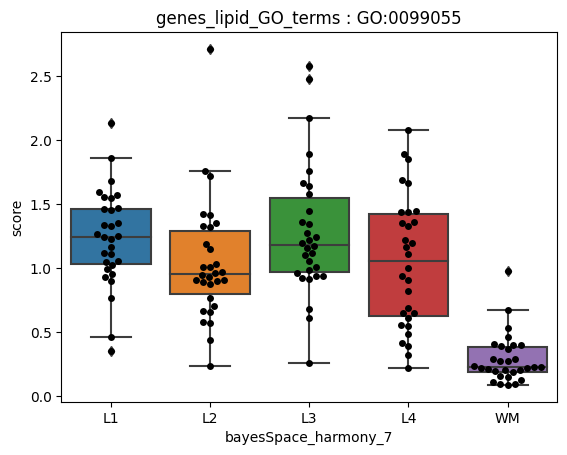 genes_lipid_GO_terms : GO:0099055
score
2.5
2.0
1.5
1.0
0.5
0.0
L1 L2 L3 L4 WM
bayesSpace_harmony_7